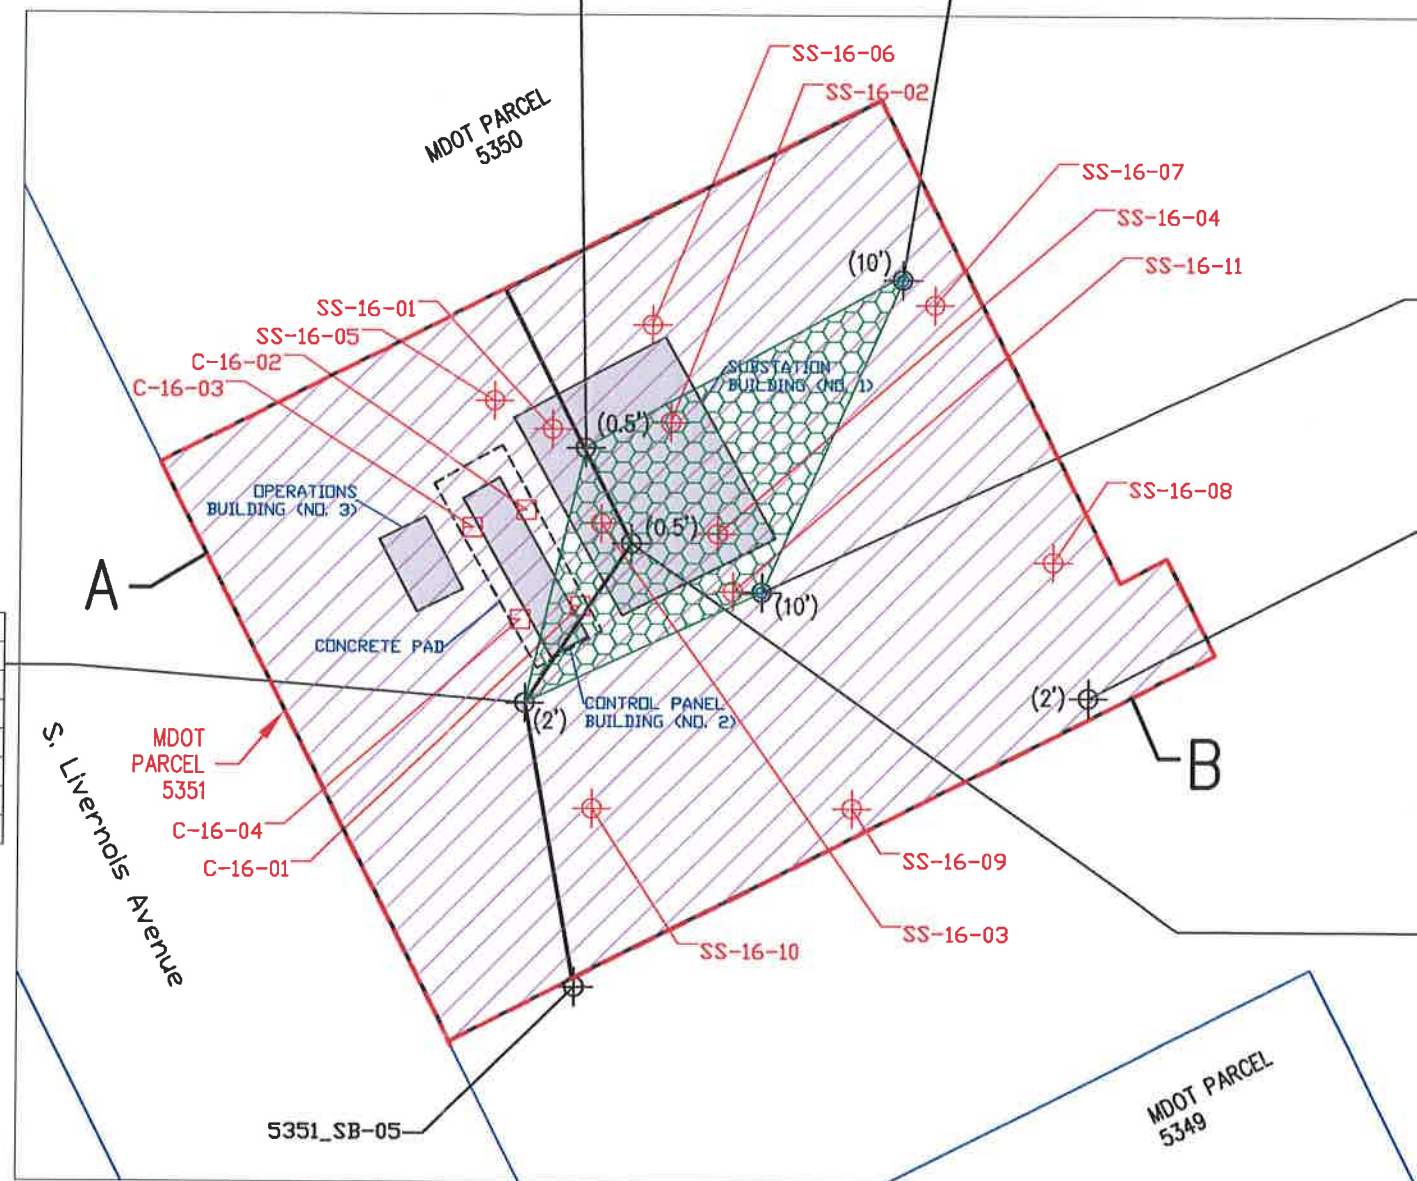 MDOT PARCEL
5350
SS-16-06
SS-16-02
SS-16-07
SS-16-04
SS-16-11
(10')
SS-16-01
SS-16-05
C-16-02
C-16-03
SUBSTATION
BUILDING (NO. 1)
(0.5')
OPERATIONS
BUILDING (NO. 3)
SS-16-08
(0.5')
A
(10')
CONCRETE PAD
CONTROL PANEL
BUILDING (NO. 2)
(2')
(2')
B
MDOT
PARCEL
5351
S. Livernois Avenue
C-16-04
C-16-01
SS-16-09
SS-16-03
SS-16-10
5351_SB-05
MDOT PARCEL
5349